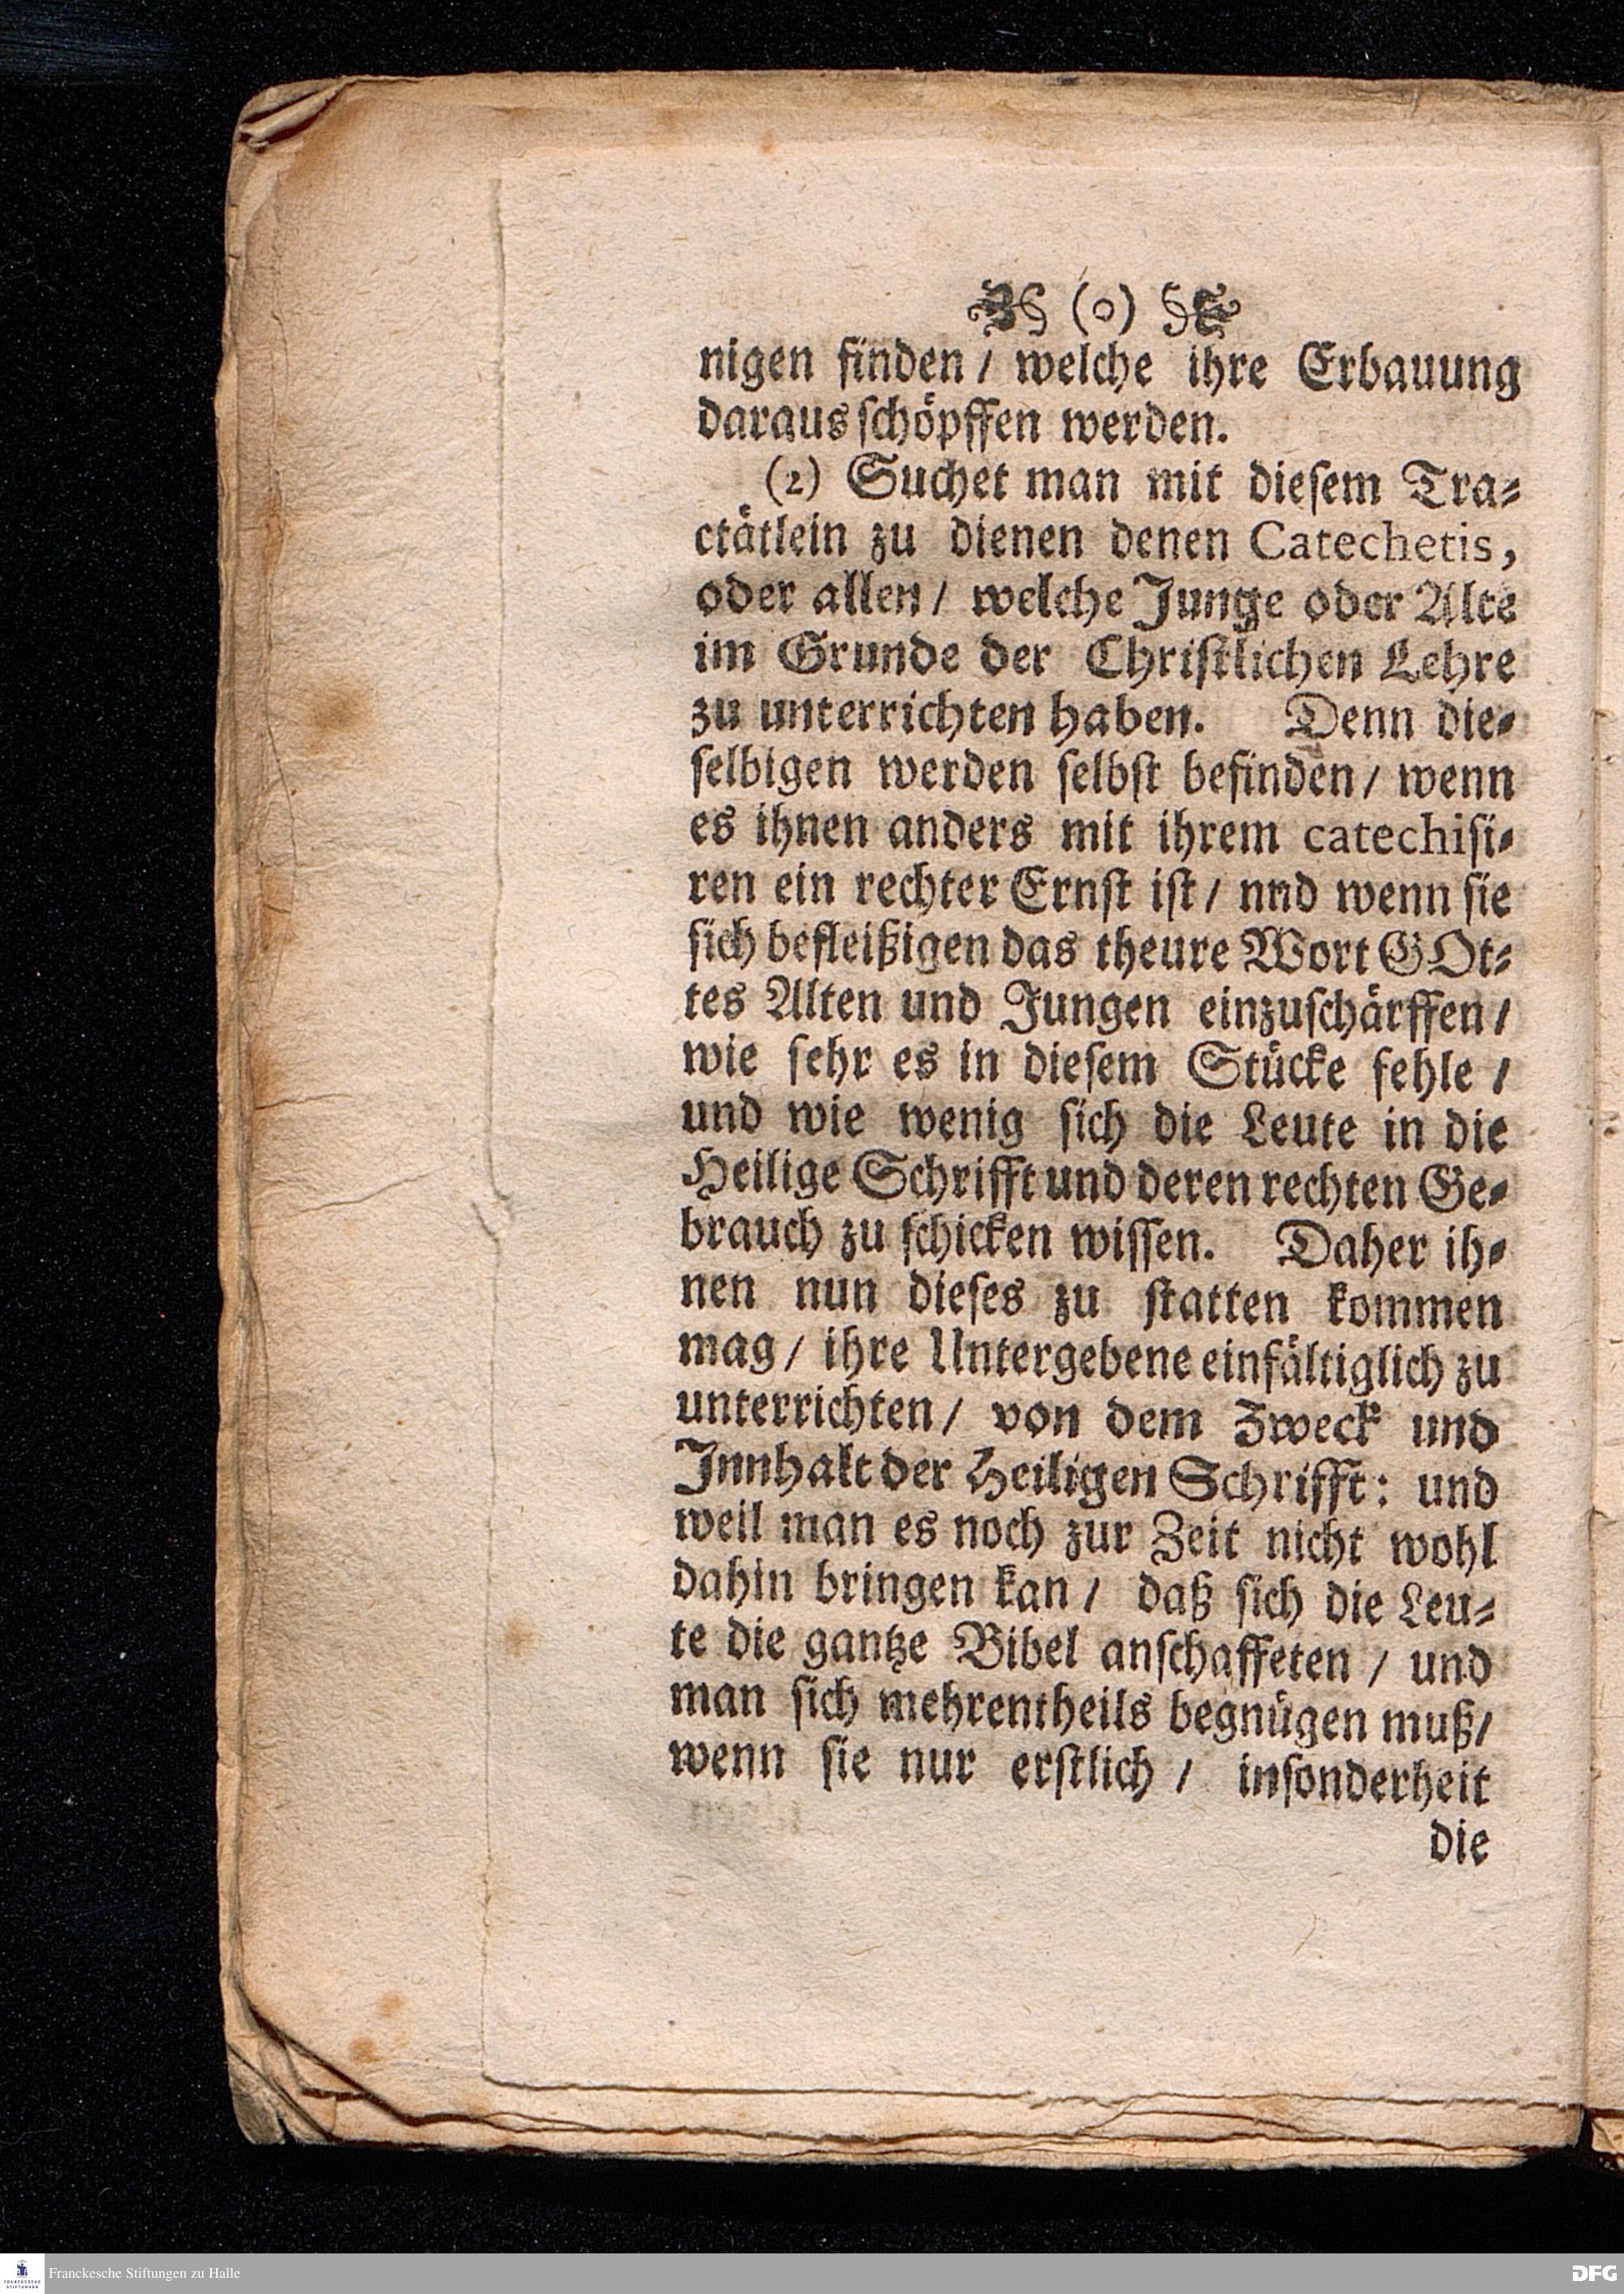 (o)
nigen finden / welche ihre Erbauung
daraus ſchöpffen werden.
(2) Suchet man mit dieſem Tra⸗
ctätlein zu dienen denen Catechetis,
oder allen / welche Junge oder Alte
im Grunde der Chriſtlichen Lehre
zu unterrichten haben. Denn die⸗
ſelbigen werden ſelbſt befinden / wenn
es ihnen anders mit ihrem catechiſi⸗
ren ein rechter Ernſt iſt / nnd wenn ſie
ſich befleißigen das theure Wort GOt⸗
tes Alten und Jungen einzuſchärffen /
wie ſehr es in dieſem Stücke fehle /
und wie wenig ſich die Leute in die
Heilige Schrifft und deren rechten Ge⸗
brauch zu ſchicken wiſſen. Daher ih⸗
nen nun dieſes zu ſtatten kommen
mag / ihre Untergebene einfältiglich zu
unterrichten / von dem Zweck und
Innhalt der Heiligen Schrifft: und
weil man es noch zur Zeit nicht wohl
dahin bringen kan / daß ſich die Leu⸗
te die gantze Bibel anſchaffeten / und
man ſich mehrentheils begnügen muß /
wenn ſie nur erſtlich / inſonderheit
die
Franckesche Stiftungen zu Halle
DFG